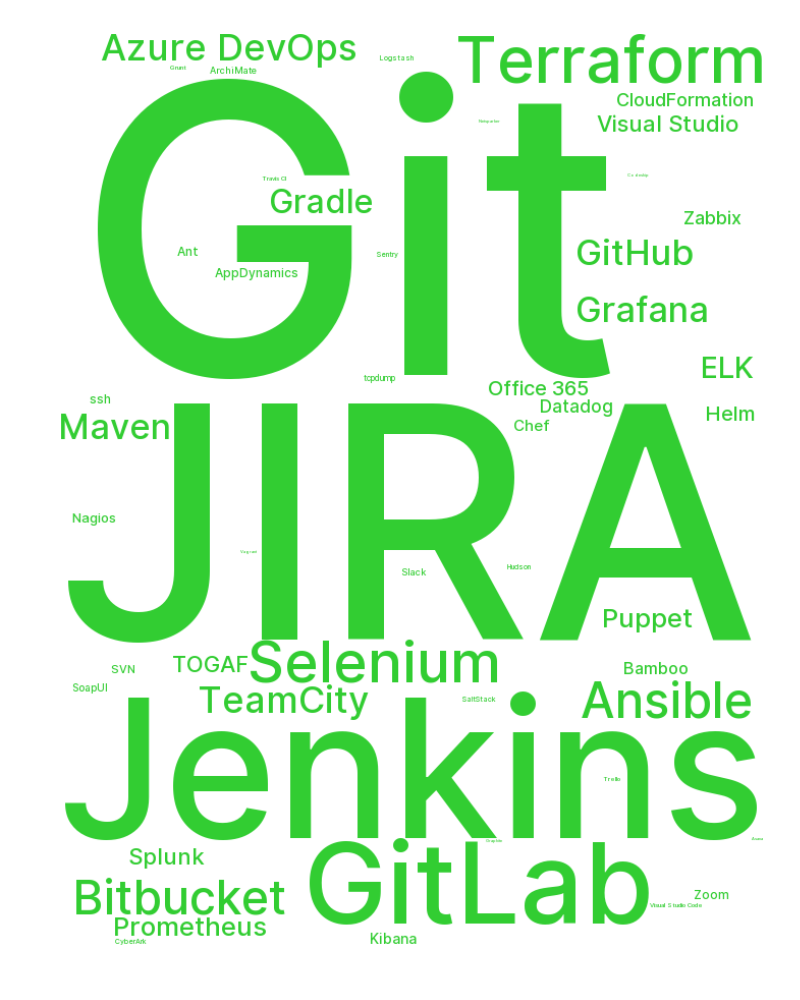 Azure DevOps
Logstash
Terraform
ArchiMate
CloudFormation
Visual Studio
Git
Travis CI
Gradle
Zabbix
Ant
Sentry
GitHub
AppDynamics
Grafana
ELK
tcpdump
Office 365
ssh
Datadog
Helm
Maven
Chef
JIRA
Nagios
Slack
Hudson
Puppet
Selenium
TOGAF
SVN
Bamboo
SoapUI
TeamCity
SaltStack
Ansible
Jenkins
Trello
GitLab
Splunk
Bitbucket
Zoom
Visual Studio Code
Prometheus
Kibana
CyberArk